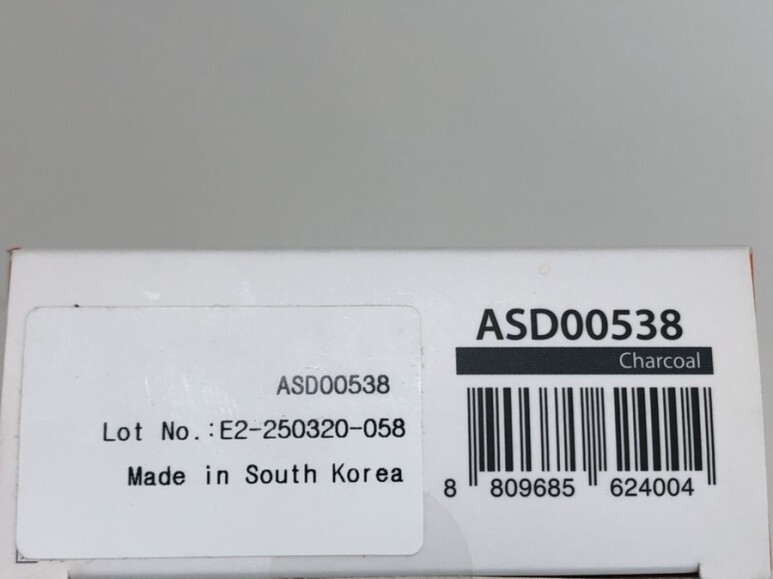 ASD00538
Lot No.:E2-250320-058
Made in South Korea
ASD00538
Charcoal
8 809685 624004